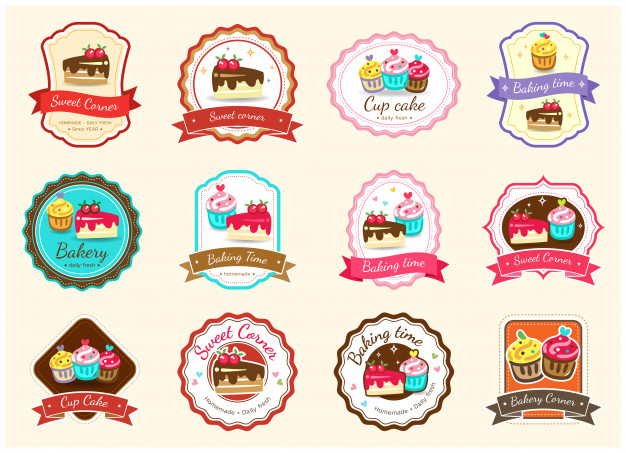 Sweet Corner
HOMEMADE - DAILY FRESH
• Since YEAR •
• Sweet corner •
Cup cake
• daily fresh •
• Baking time •
Bakery
• daily fresh •
• Baking Time •
• homemade •
Baking time
• Sweet Corner •
Cup Cake
Sweet Corner
Homemade • Daily fresh
Baking time
Homemade • Daily fresh
Bakery Corner